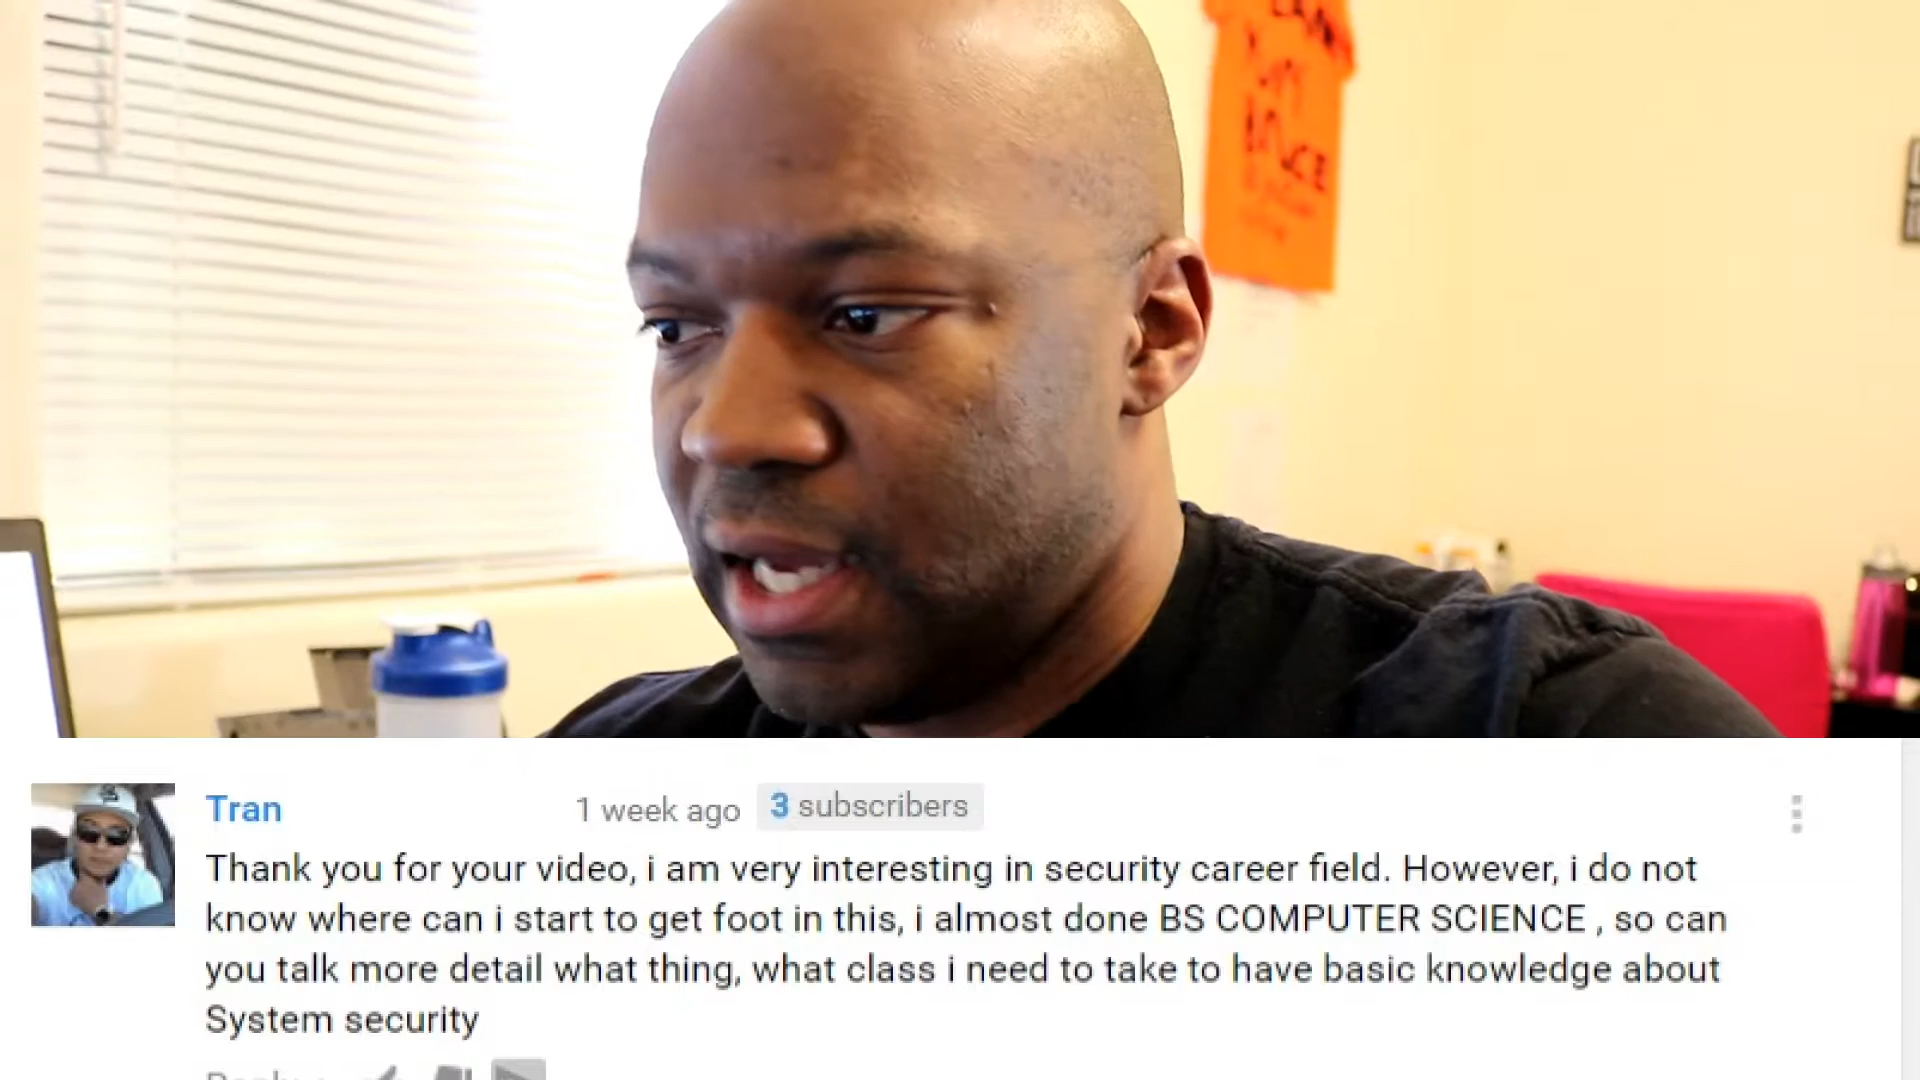 Tran 1 week ago 3 subscribers
Thank you for your video, i am very interesting in security career field. However, i do not
know where can i start to get foot in this, i almost done BS COMPUTER SCIENCE , so can
you talk more detail what thing, what class i need to take to have basic knowledge about
System security